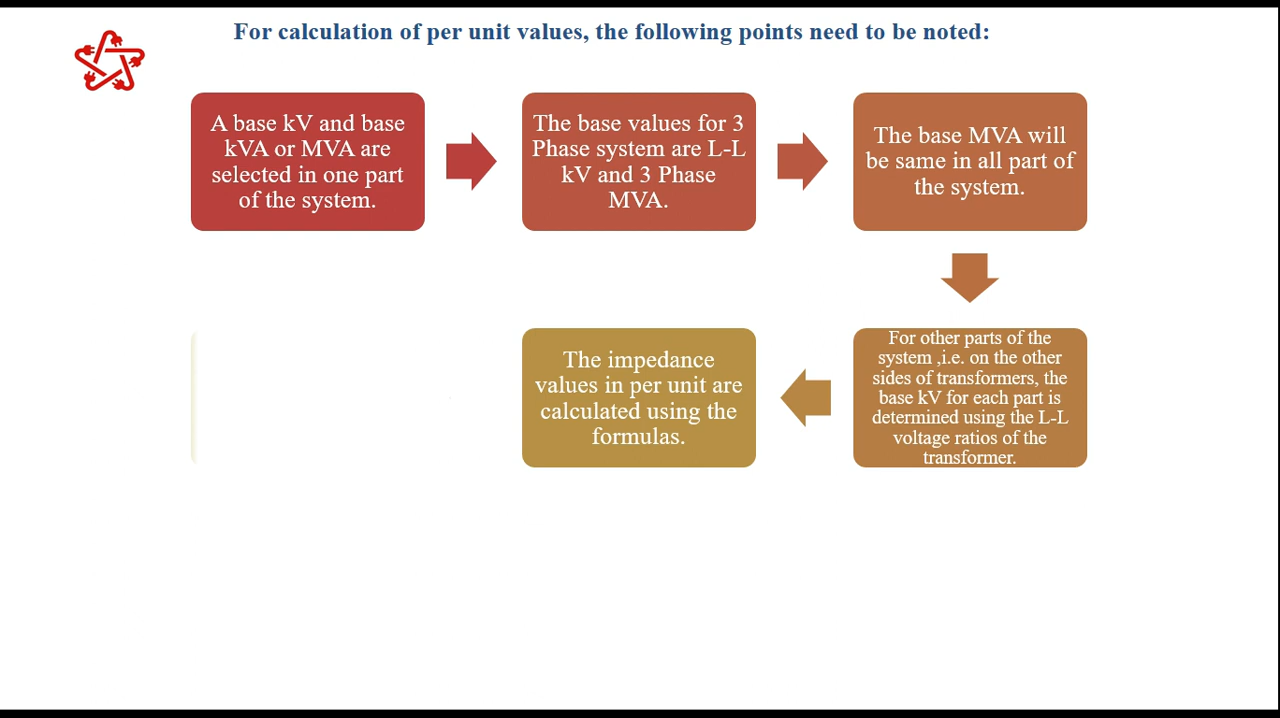 For calculation of per unit values, the following points need to be noted:
A base kV and base
kVA or MVA are
selected in one part
of the system.
The base values for 3
Phase system are L-L
kV and 3 Phase
MVA.
The base MVA will
be same in all part of
the system.
For other parts of the
system ,i.e. on the other
sides of transformers, the
base kV for each part is
determined using the L-L
voltage ratios of the
transformer.
The impedance
values in per unit are
calculated using the
formulas.